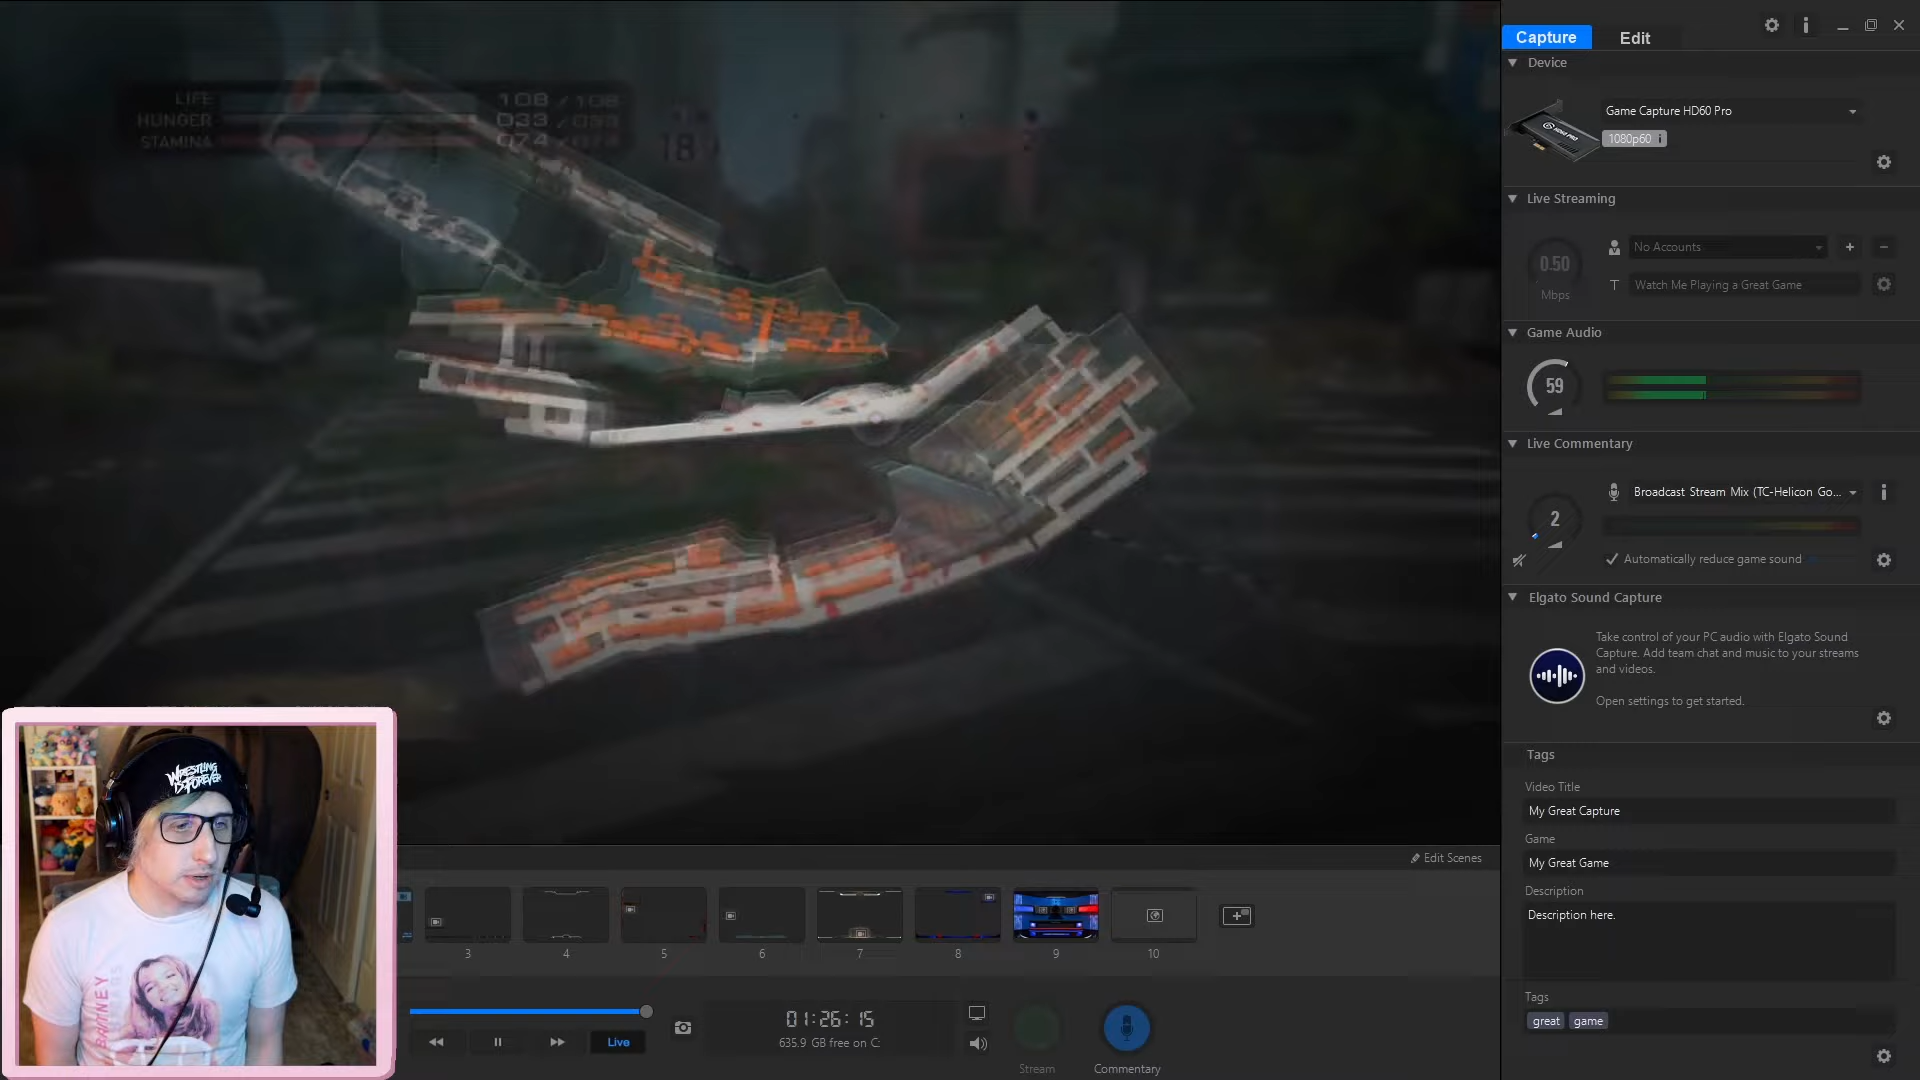 LIFE 108 / 108
HUNGER 033 /
STAMINA 074 /
Capture Edit
Device
Game Capture HD60 Pro
1080p60 i
Live Streaming
No Accounts
0.50
Mbps
T Watch Me Playing a Great Game
Game Audio
59
Live Commentary
Broadcast Stream Mix (TC-Helicon Go...
2
Automatically reduce game sound
Elgato Sound Capture
Take control of your PC audio with Elgato Sound
Capture. Add team chat and music to your streams
and videos.
Open settings to get started.
Tags
Video Title
My Great Capture
Game
My Great Game
Description
Description here.
Tags
great game
Edit Scenes
3 4 5 6 7 8 9 10
01:26:15
635.9 GB free on C:
Live
Stream Commentary
WRESTLING
IS FOREVER
BRITNEY